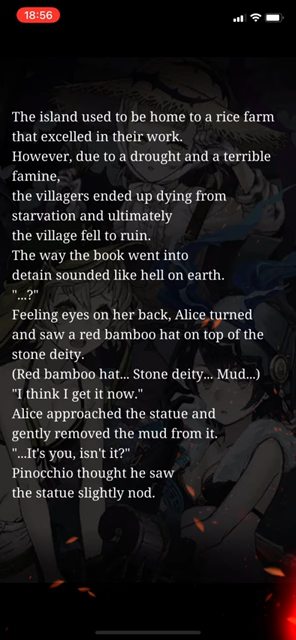 18:56
The island used to be home to a rice farm
that excelled in their work.
However, due to a drought and a terrible
famine,
the villagers ended up dying from
starvation and ultimately
the village fell to ruin.
The way the book went into
detain sounded like hell on earth.
"...?"
Feeling eyes on her back, Alice turned
and saw a red bamboo hat on top of the
stone deity.
(Red bamboo hat... Stone deity... Mud...)
"I think I get it now."
Alice approached the statue and
gently removed the mud from it.
"...It's you, isn't it?"
Pinocchio thought he saw
the statue slightly nod.